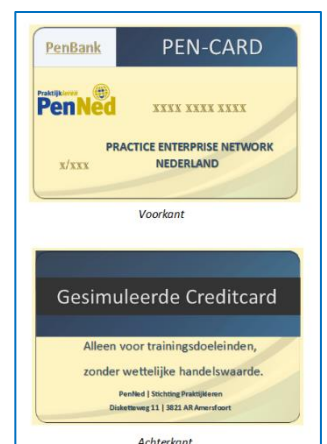 PenBank PEN-CARD
Praktijkleren
PenNed
xxxx xxxx xxxx
PRACTICE ENTERPRISE NETWORK
x/xxx NEDERLAND
Voorkant
Gesimuleerde Creditcard
Alleen voor trainingsdoeleinden,
zonder wettelijke handelswaarde.
PenNed | Stichting Praktijkleren
Disketteweg 11 | 3821 AR Amersfoort
Achterkant